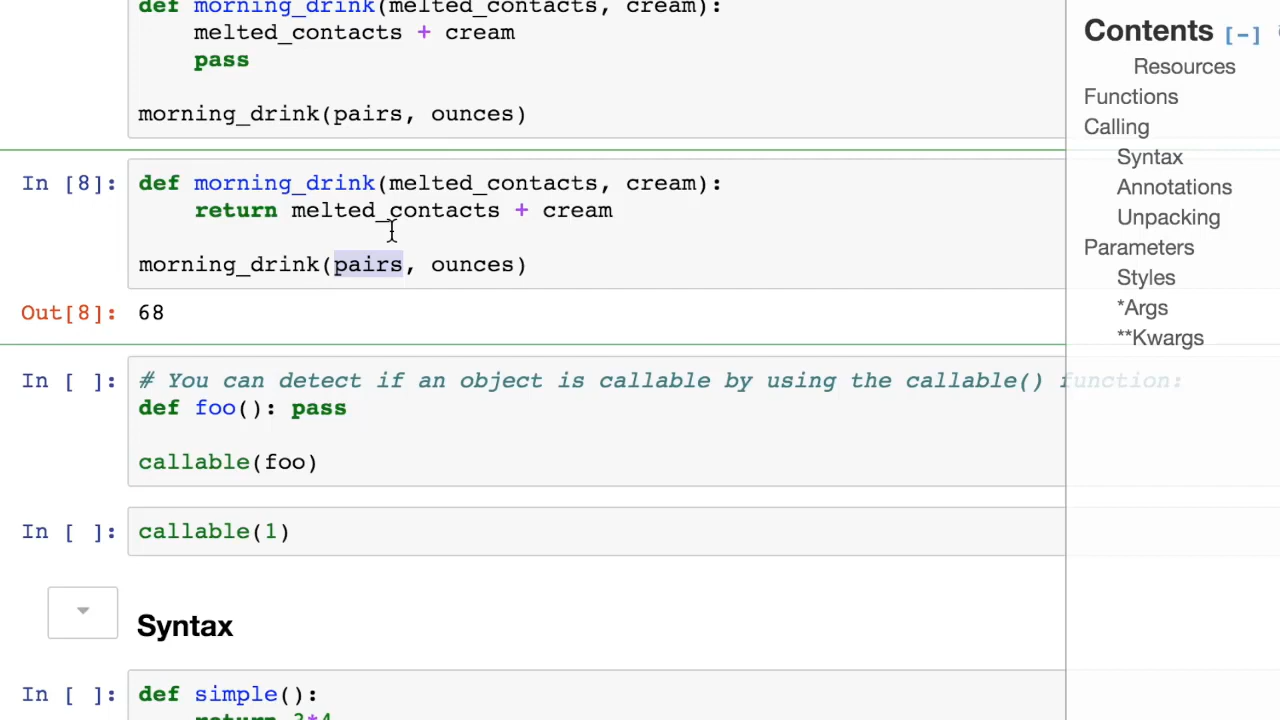 def morning_drink(melted_contacts, cream):
melted_contacts + cream
pass
morning_drink(pairs, ounces)
In [8]: def morning_drink(melted_contacts, cream):
return melted_contacts + cream
morning_drink(pairs, ounces)
Out[8]: 68
In [ ]: # You can detect if an object is callable by using the callable() function:
def foo(): pass
callable(foo)
In [ ]: callable(1)
Syntax
In [ ]: def simple():
return 3*4
Contents [-]
Resources
Functions
Calling
Syntax
Annotations
Unpacking
Parameters
Styles
*Args
**Kwargs